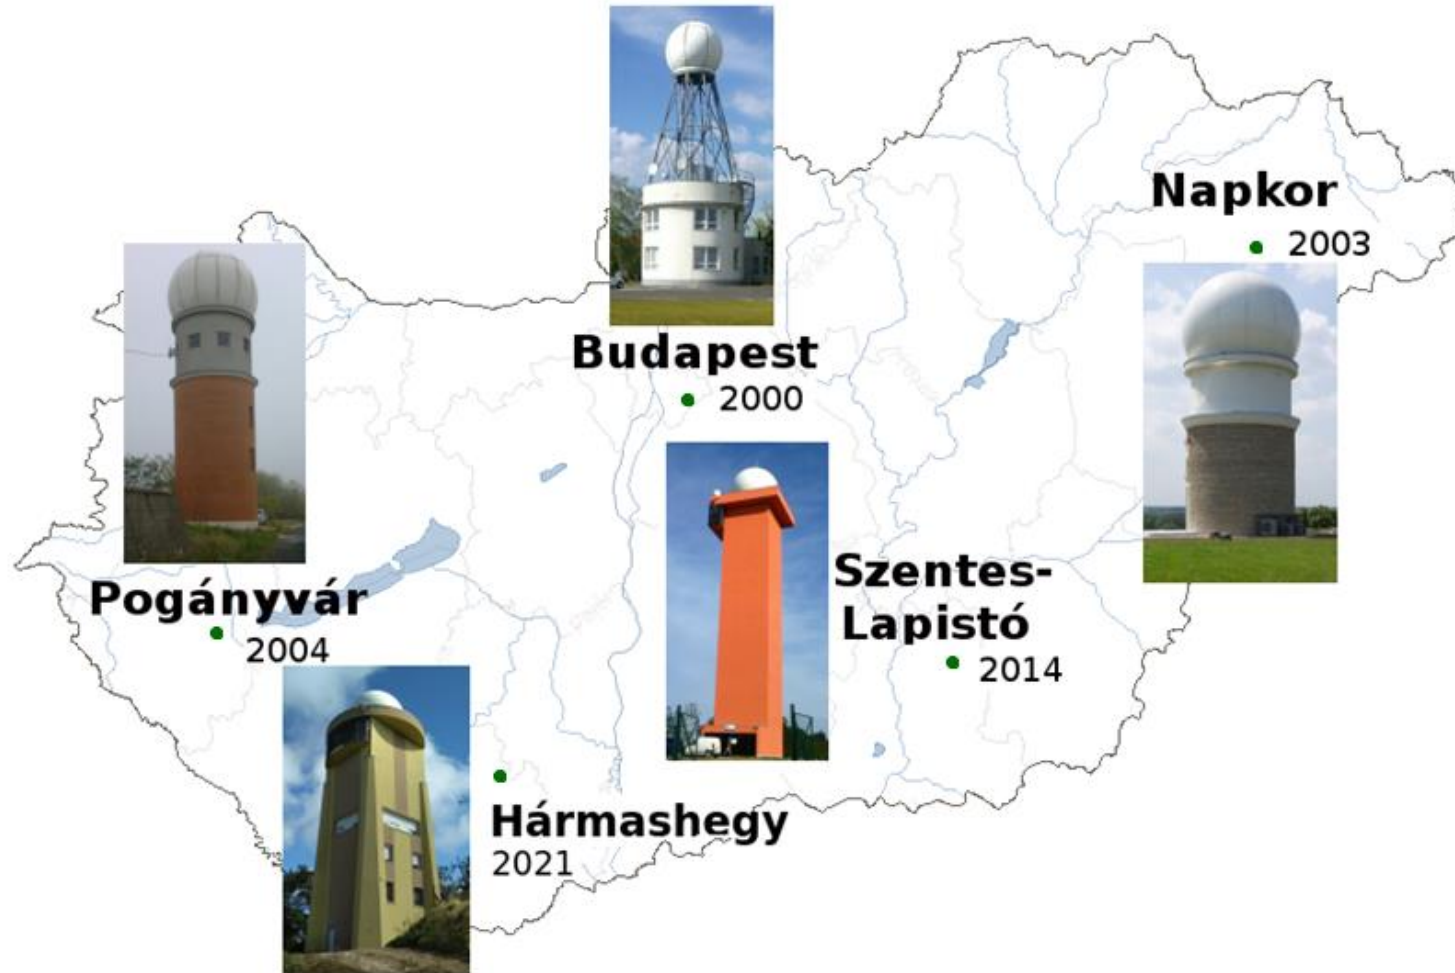 Napkor
2003
Budapest
2000
Szentes-
Lapistó
2014
Pogányvár
2004
Hármashegy
2021